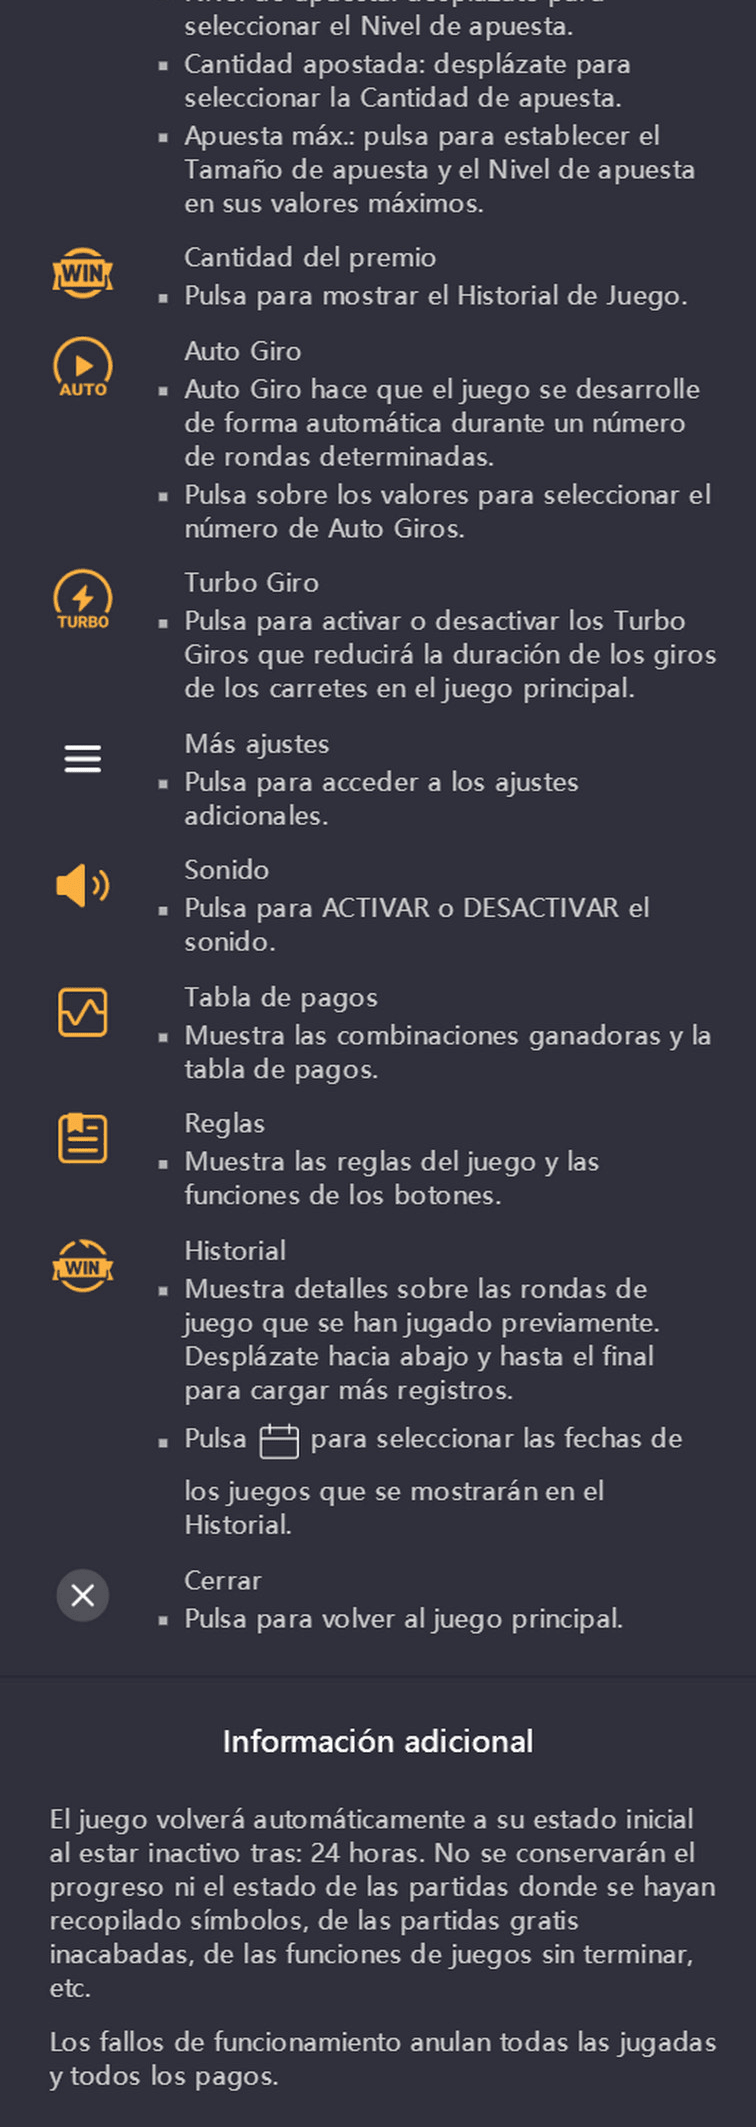 seleccionar el Nivel de apuesta.
▪ Cantidad apostada: desplázate para
seleccionar la Cantidad de apuesta.
▪ Apuesta máx.: pulsa para establecer el
Tamaño de apuesta y el Nivel de apuesta
en sus valores máximos.
WIN
Cantidad del premio
▪ Pulsa para mostrar el Historial de Juego.
AUTO
Auto Giro
▪ Auto Giro hace que el juego se desarrolle
de forma automática durante un número
de rondas determinadas.
▪ Pulsa sobre los valores para seleccionar el
número de Auto Giros.
TURBO
Turbo Giro
▪ Pulsa para activar o desactivar los Turbo
Giros que reducirá la duración de los giros
de los carretes en el juego principal.
Más ajustes
▪ Pulsa para acceder a los ajustes
adicionales.
Sonido
▪ Pulsa para ACTIVAR o DESACTIVAR el
sonido.
Tabla de pagos
▪ Muestra las combinaciones ganadoras y la
tabla de pagos.
Reglas
▪ Muestra las reglas del juego y las
funciones de los botones.
WIN
Historial
▪ Muestra detalles sobre las rondas de
juego que se han jugado previamente.
Desplázate hacia abajo y hasta el final
para cargar más registros.
▪ Pulsa para seleccionar las fechas de
los juegos que se mostrarán en el
Historial.
Cerrar
▪ Pulsa para volver al juego principal.
Información adicional
El juego volverá automáticamente a su estado inicial
al estar inactivo tras: 24 horas. No se conservarán el
progreso ni el estado de las partidas donde se hayan
recopilado símbolos, de las partidas gratis
inacabadas, de las funciones de juegos sin terminar,
etc.
Los fallos de funcionamiento anulan todas las jugadas
y todos los pagos.